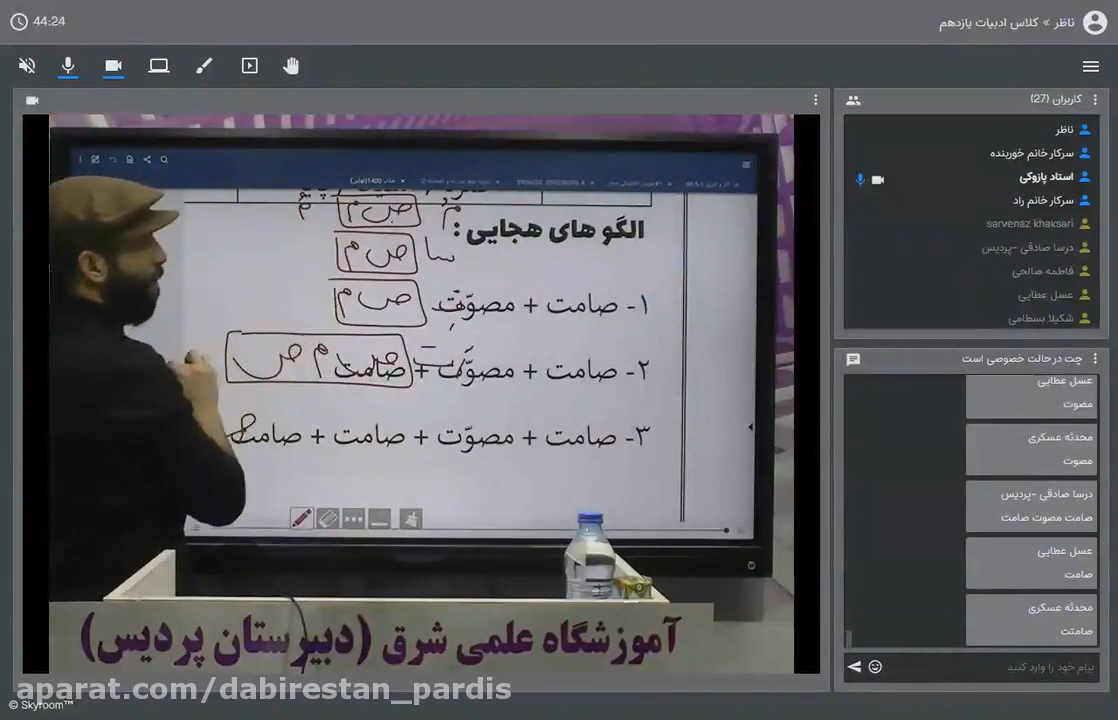 44:24
ناظر » کلاس ادبیات یازدهم
کاربران (27)
ناظر
سرکار خانم خوربنده
استاد پازوکی
سرکار خانم راد
sarvenaz khaksari
درسا صادقی -پردیس
فاطمه صالحی
عسل عطایی
شکیلا بسطامی
چت در حالت خصوصی است
عسل عطایی
مصوت
محدثه عسکری
مصوت
درسا صادقی -پردیس
صامت مصوت صامت
عسل عطایی
صامت
محدثه عسکری
صامتت
پیام خود را وارد کنید
ص م
الگو های هجایی :
سا ص م
۱- صامت + مصوّت
ص م
۲- صامت + مصوّت + صامت
ص م ص
۳- صامت + مصوّت + صامت + صامت
آموزشگاه علمی شرق (دبیرستان پردیس)
aparat.com/dabirestan_pardis
© Skyroom™